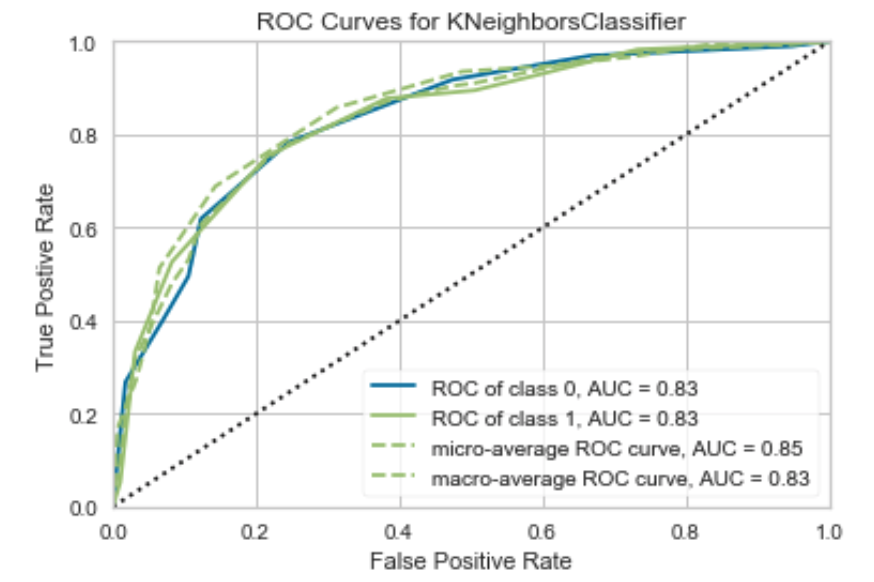 ROC Curves for KNeighborsClassifier
1.0
0.8
0.6
0.4
0.2
0.0
True Postive Rate
ROC of class 0, AUC = 0.83
ROC of class 1, AUC = 0.83
micro-average ROC curve, AUC = 0.85
macro-average ROC curve, AUC = 0.83
0.0 0.2 0.4 0.6 0.8 1.0
False Positive Rate